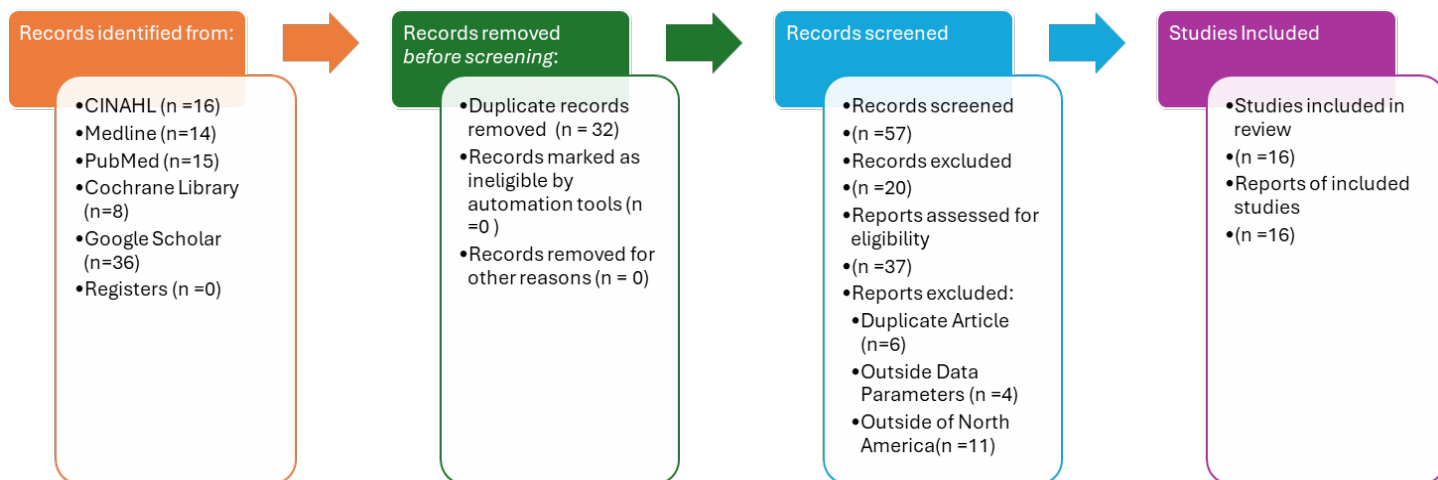 Records identified from:
•CINAHL (n =16)
•Medline (n=14)
•PubMed (n=15)
•Cochrane Library
(n=8)
•Google Scholar
(n=36)
•Registers (n =0)
Records removed
before screening:
•Duplicate records
removed (n = 32)
•Records marked as
ineligible by
automation tools (n
=0 )
•Records removed for
other reasons (n = 0)
Records screened
•Records screened
•(n =57)
•Records excluded
•(n =20)
•Reports assessed for
eligibility
•(n =37)
•Reports excluded:
•Duplicate Article
(n=6)
•Outside Data
Parameters (n =4)
•Outside of North
America(n =11)
Studies Included
•Studies included in
review
•(n =16)
•Reports of included
studies
•(n =16)